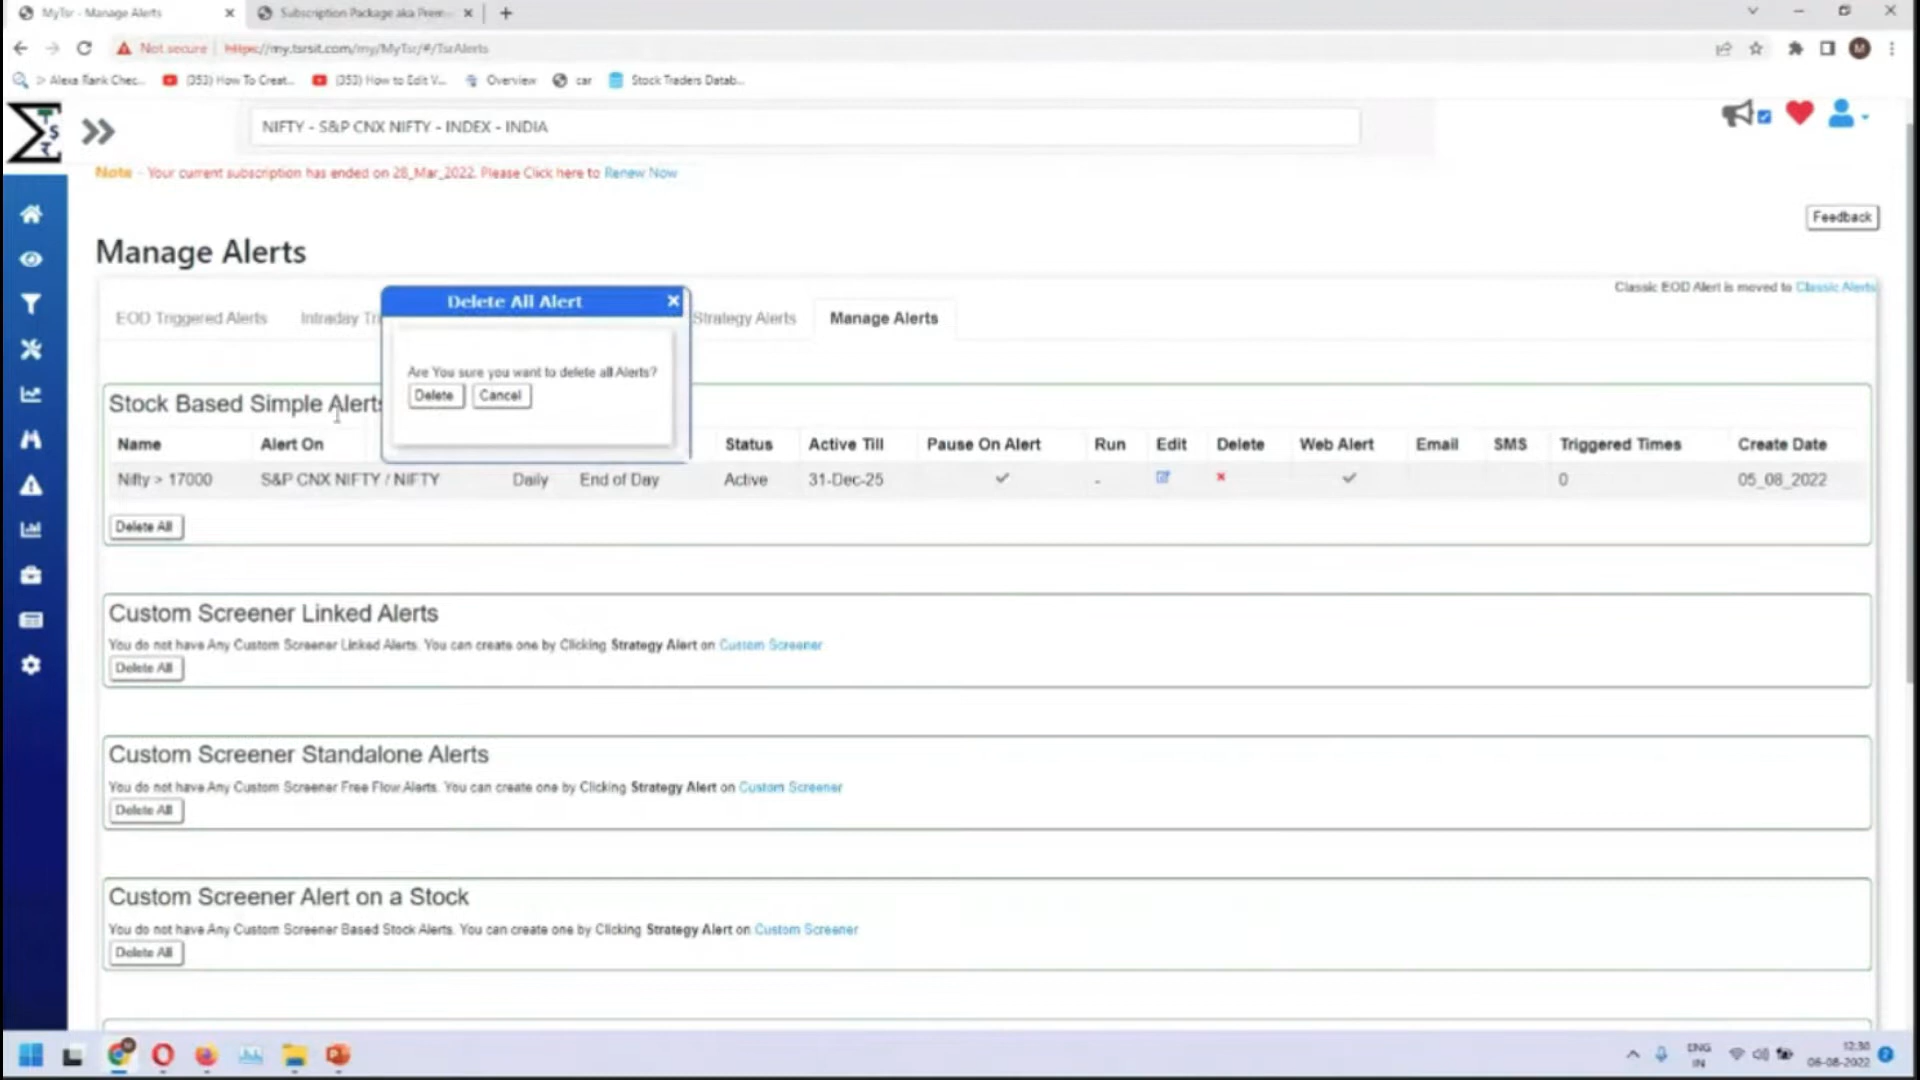 MyTsr - Manage Alerts
Subscription Package aka Prem
Not secure | https://my.tsrsit.com/my/MyTsr/#/TsrAlerts
> Alexa Rank Chec...
(353) How To Creat...
(353) How to Edit V...
Overview
car
Stock Traders Datab...
NIFTY - S&P CNX NIFTY - INDEX - INDIA
Note - Your current subscription has ended on 28_Mar_2022. Please Click here to Renew Now
Feedback
Manage Alerts
Classic EOD Alert is moved to Classic Alerts
EOD Triggered Alerts
Intraday Tri
Strategy Alerts
Manage Alerts
Delete All Alert
Are You sure you want to delete all Alerts?
Delete
Cancel
Stock Based Simple Alerts
Name Alert On Status Active Till Pause On Alert Run Edit Delete Web Alert Email SMS Triggered Times Create Date
Nifty > 17000 S&P CNX NIFTY / NIFTY Daily End of Day Active 31-Dec-25 - 0 05_08_2022
Delete All
Custom Screener Linked Alerts
You do not have Any Custom Screener Linked Alerts. You can create one by Clicking Strategy Alert on Custom Screener
Delete All
Custom Screener Standalone Alerts
You do not have Any Custom Screener Free Flow Alerts. You can create one by Clicking Strategy Alert on Custom Screener
Delete All
Custom Screener Alert on a Stock
You do not have Any Custom Screener Based Stock Alerts. You can create one by Clicking Strategy Alert on Custom Screener
Delete All
ENG
IN
12:30
06-08-2022
2